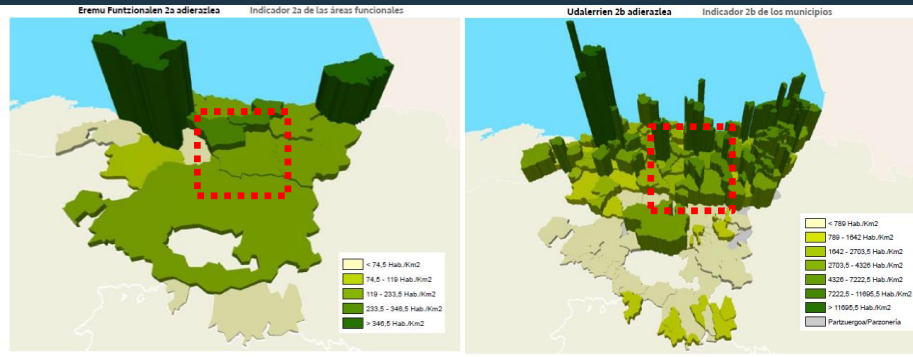 Eremu Funtzionalen 2a adierazlea Indicador 2a de las áreas funcionales
< 74,5 Hab./Km2
74,5 - 119 Hab./Km2
119 - 233,5 Hab./Km2
233,5 - 346,5 Hab./Km2
> 346,5 Hab./Km2
Udalerrien 2b adierazlea Indicador 2b de los municipios
< 789 Hab./Km2
789 - 1642 Hab./Km2
1642 - 2703,5 Hab./Km2
2703,5 - 4326 Hab./Km2
4326 - 7222,5 Hab./Km2
7222,5 - 11695,5 Hab./Km2
> 11695,5 Hab./Km2
Partzuergoa/Parzonería